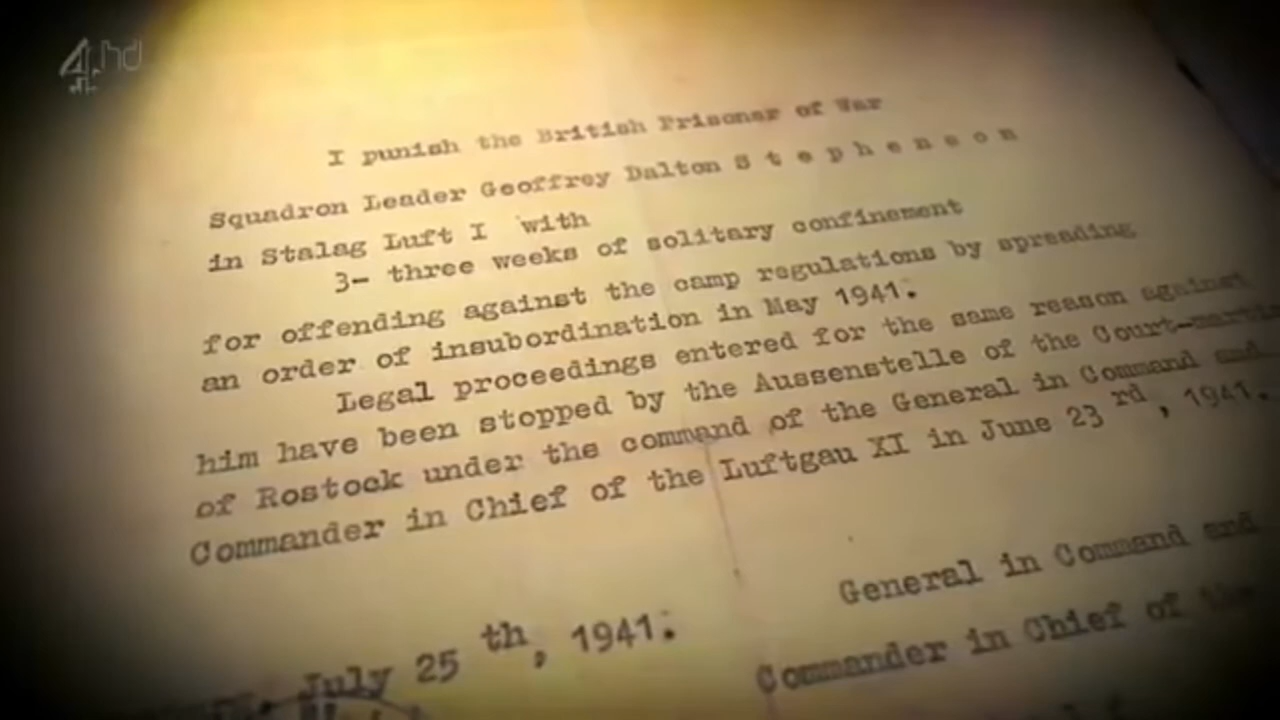 4hd
I punish the British Prisoner of War
Squadron Leader Geoffrey Dalton S t e p h e n s o n
in Stalag Luft I with
3- three weeks of solitary confinement
for offending against the camp regulations by spreading
an order of insubordination in May 1941.
Legal proceedings entered for the same reason against
him have been stopped by the Aussenstelle of the Court-martial
of Rostock under the command of the General in Command and
Commander in Chief of the Luftgau XI in June 23 rd, 1941.
July 25 th, 1941.
General in Command and
Commander in Chief of the